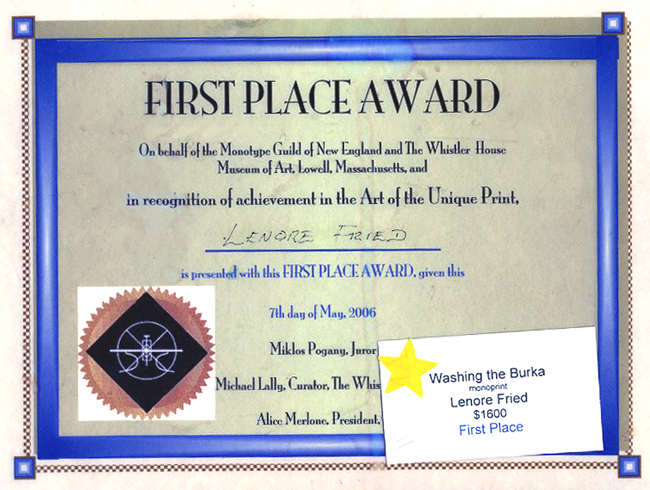 FIRST PLACE AWARD
On behalf of the Monotype Guild of New England and The Whistler House
Museum of Art, Lowell, Massachusetts, and
in recognition of achievement in the Art of the Unique Print,
LENORE FRIED
is presented with this FIRST PLACE AWARD, given this
7th day of May, 2006
Miklos Pogany, Juror
Michael Lally, Curator, The Whis
Alice Merlone, President,
Washing the Burka
monoprint
Lenore Fried
$1600
First Place